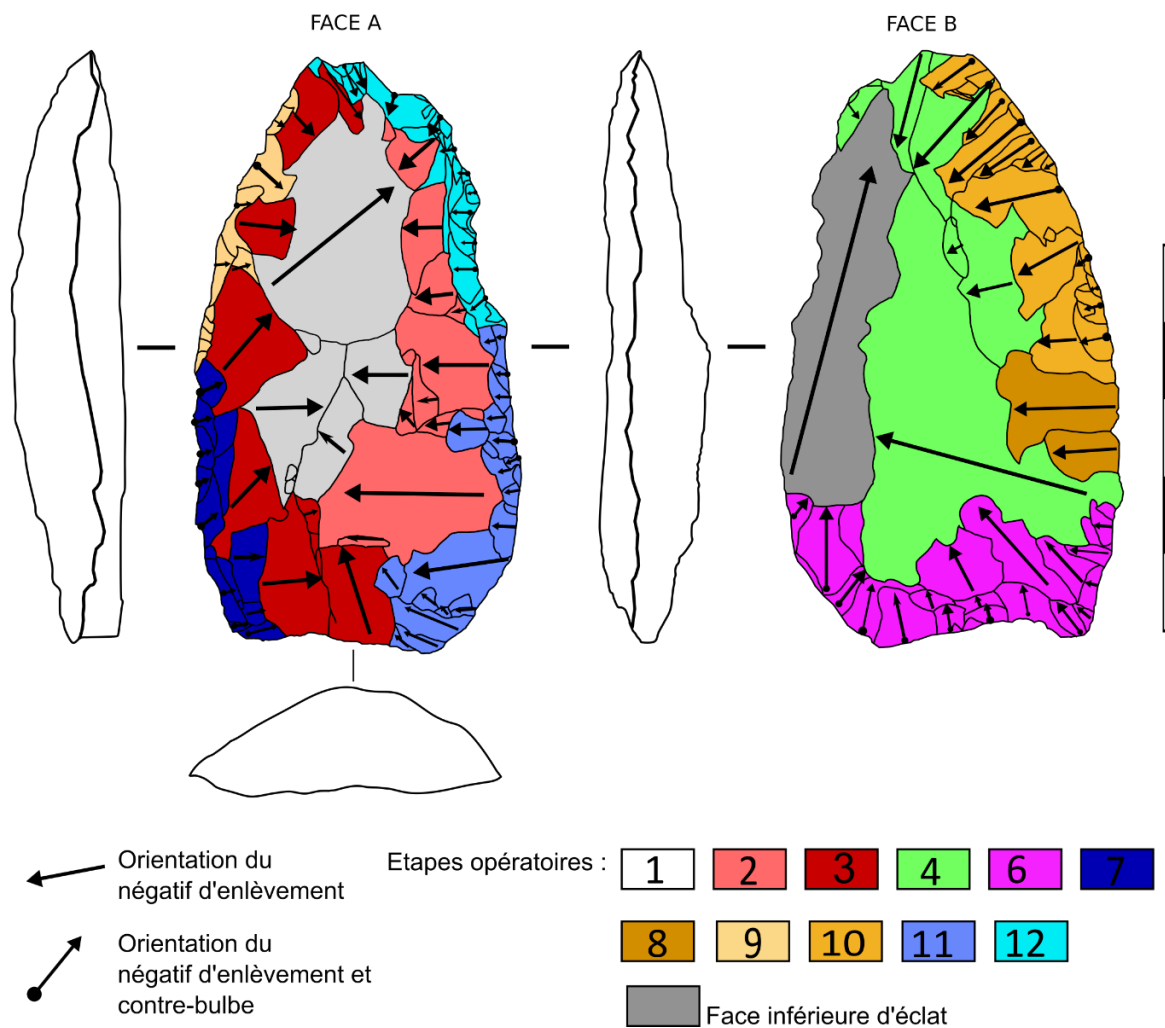 FACE A
FACE B
Orientation du
négatif d'enlèvement
Orientation du
négatif d'enlèvement et
contre-bulbe
Etapes opératoires :
1
2
3
4
6
7
8
9
10
11
12
Face inférieure d'éclat